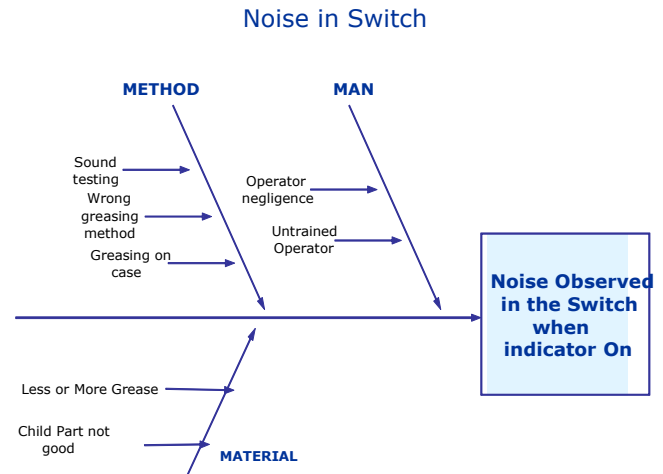 Noise in Switch
METHOD
MAN
Sound
testing
Wrong
greasing
method
Greasing on
case
Operator
negligence
Untrained
Operator
Noise Observed
in the Switch
when
indicator On
Less or More Grease
Child Part not
good
MATERIAL